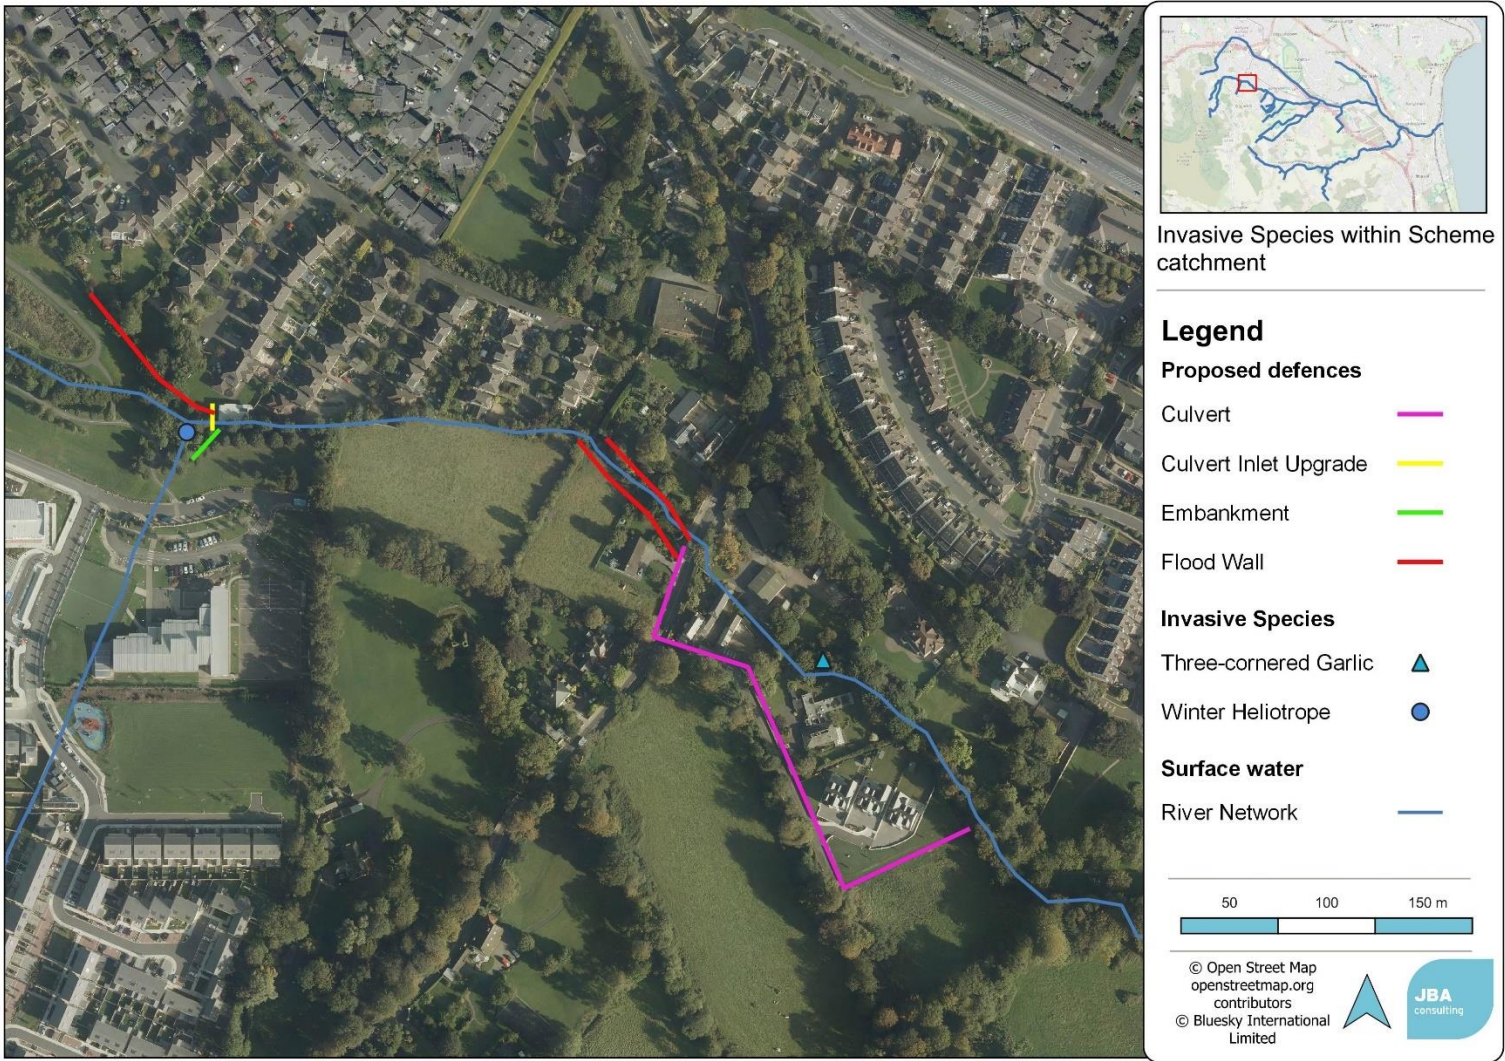 Invasive Species within Scheme
catchment
Legend
Proposed defences
Culvert
Culvert Inlet Upgrade
Embankment
Flood Wall
Invasive Species
Three-cornered Garlic
Winter Heliotrope
Surface water
River Network
50 100 150 m
© Open Street Map
openstreetmap.org
contributors
© Bluesky International
Limited
JBA
consulting